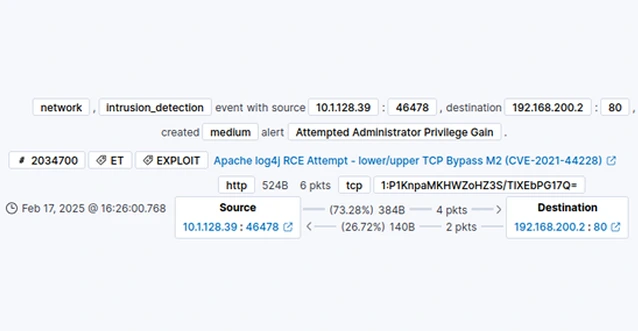 network , intrusion_detection event with source 10.1.128.39 : 46478 , destination 192.168.200.2 : 80 ,
created medium alert Attempted Administrator Privilege Gain .
# 2034700 ET EXPLOIT Apache log4j RCE Attempt - lower/upper TCP Bypass M2 (CVE-2021-44228)
http 524B 6 pkts tcp 1:P1KnpaMKHWZoHZ3S/TlXEbPG17Q=
Feb 17, 2025 @ 16:26:00.768
Source
10.1.128.39 : 46478
(73.28%) 384B 4 pkts
(26.72%) 140B 2 pkts
Destination
192.168.200.2 : 80